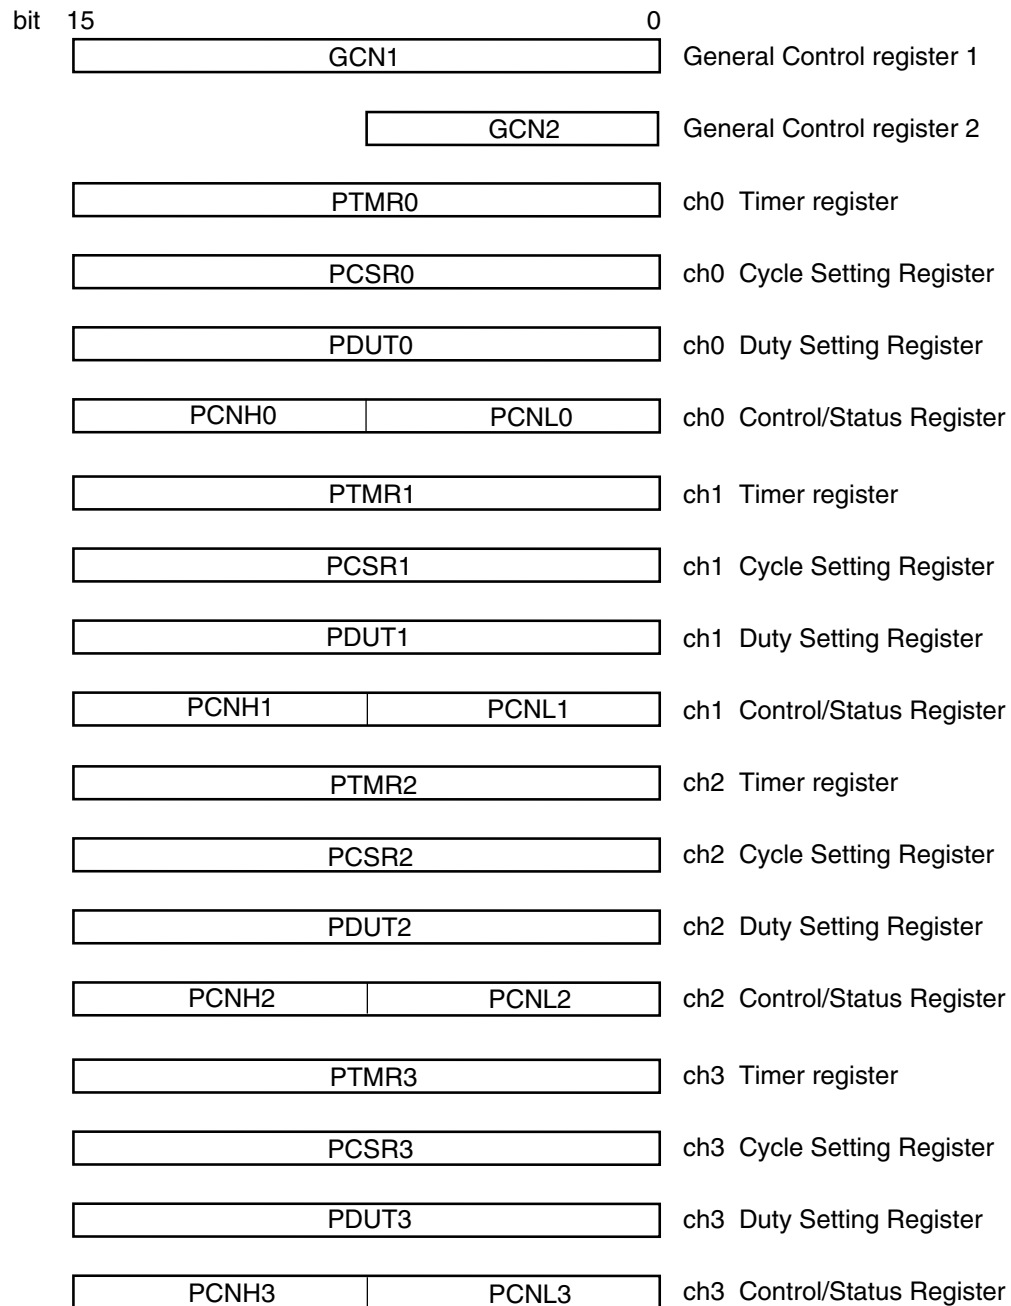 bit 15 0
GCN1 General Control register 1
GCN2 General Control register 2
PTMR0 ch0 Timer register
PCSR0 ch0 Cycle Setting Register
PDUT0 ch0 Duty Setting Register
PCNH0 PCNL0 ch0 Control/Status Register
PTMR1 ch1 Timer register
PCSR1 ch1 Cycle Setting Register
PDUT1 ch1 Duty Setting Register
PCNH1 PCNL1 ch1 Control/Status Register
PTMR2 ch2 Timer register
PCSR2 ch2 Cycle Setting Register
PDUT2 ch2 Duty Setting Register
PCNH2 PCNL2 ch2 Control/Status Register
PTMR3 ch3 Timer register
PCSR3 ch3 Cycle Setting Register
PDUT3 ch3 Duty Setting Register
PCNH3 PCNL3 ch3 Control/Status Register